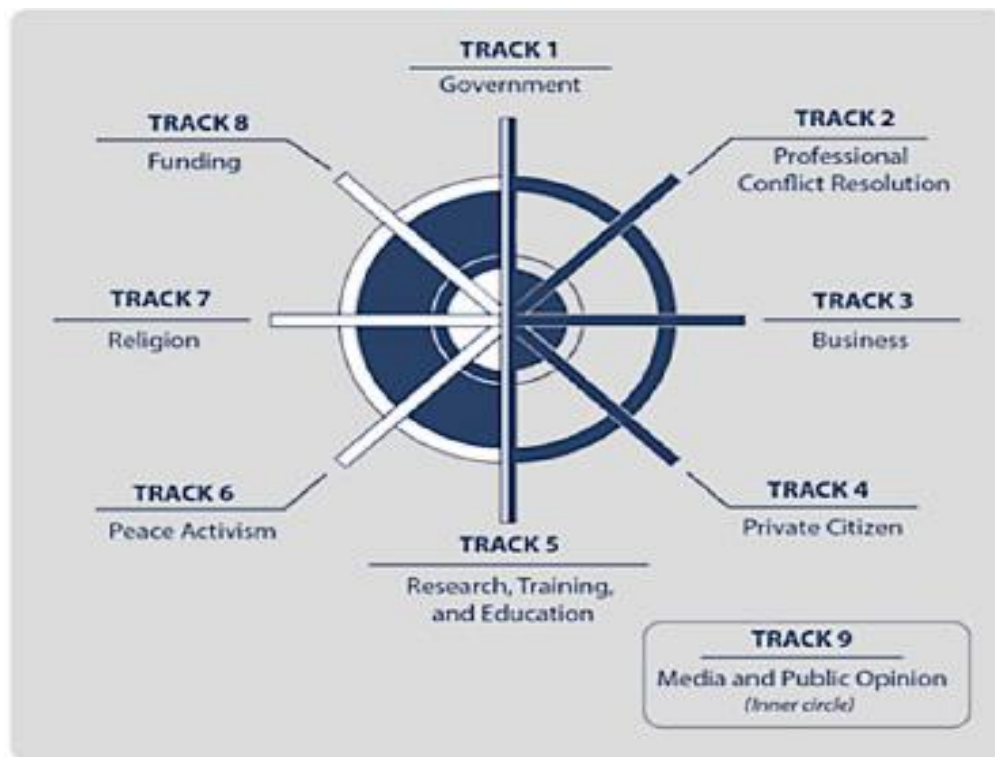 TRACK 1
Government
TRACK 8
Funding
TRACK 2
Professional
Conflict Resolution
TRACK 7
Religion
TRACK 3
Business
TRACK 6
Peace Activism
TRACK 4
Private Citizen
TRACK 5
Research, Training,
and Education
TRACK 9
Media and Public Opinion
(Inner circle)